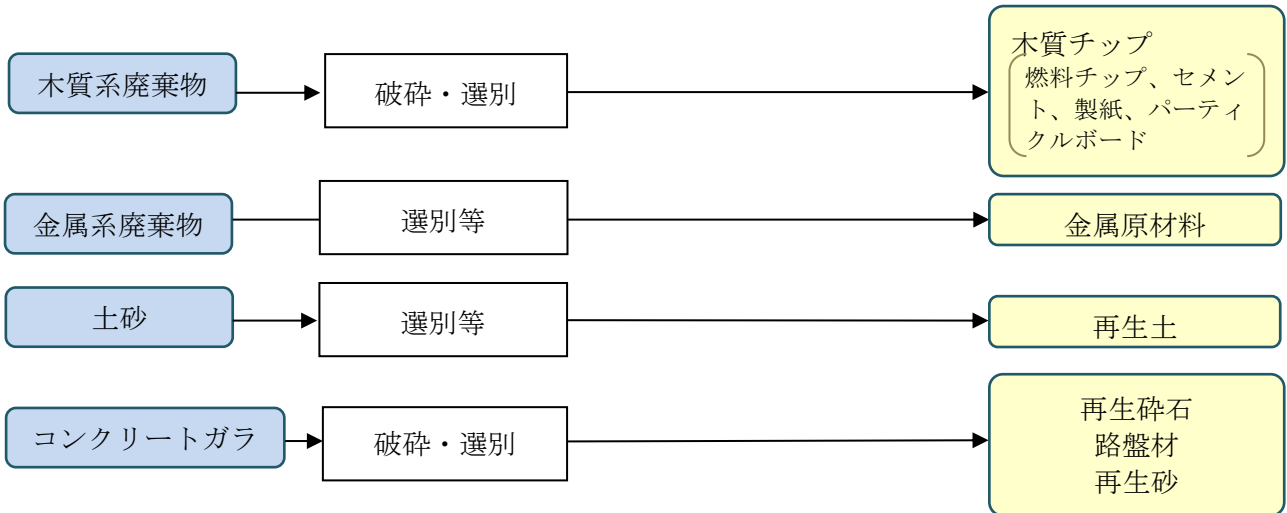 木質系廃棄物
破砕・選別
木質チップ
燃料チップ、セメン
ト、製紙、パーティ
クルボード
金属系廃棄物
選別等
金属原材料
土砂
選別等
再生土
コンクリートガラ
破砕・選別
再生砕石
路盤材
再生砂